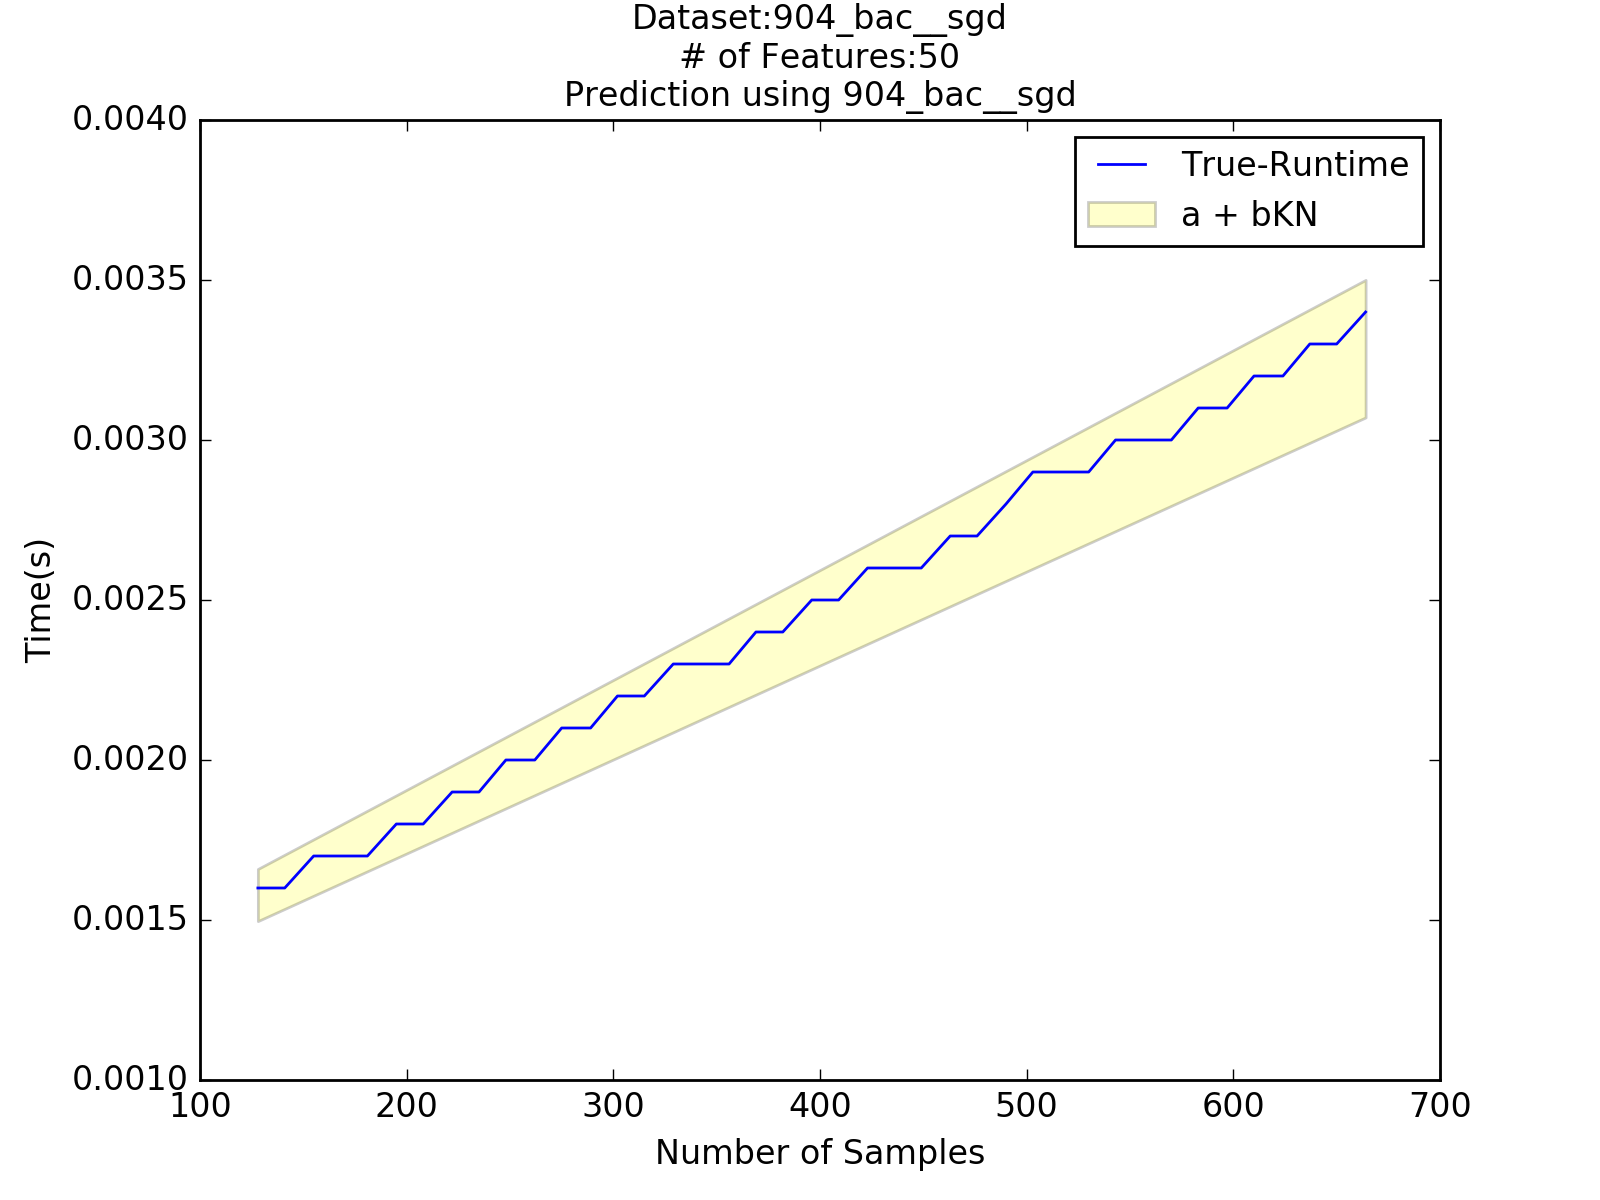 Dataset:904_bac__sgd
# of Features:50
Prediction using 904_bac__sgd
True-Runtime
a + bKN
0.0040
0.0035
0.0030
0.0025
0.0020
0.0015
0.0010
Time(s)
100 200 300 400 500 600 700
Number of Samples